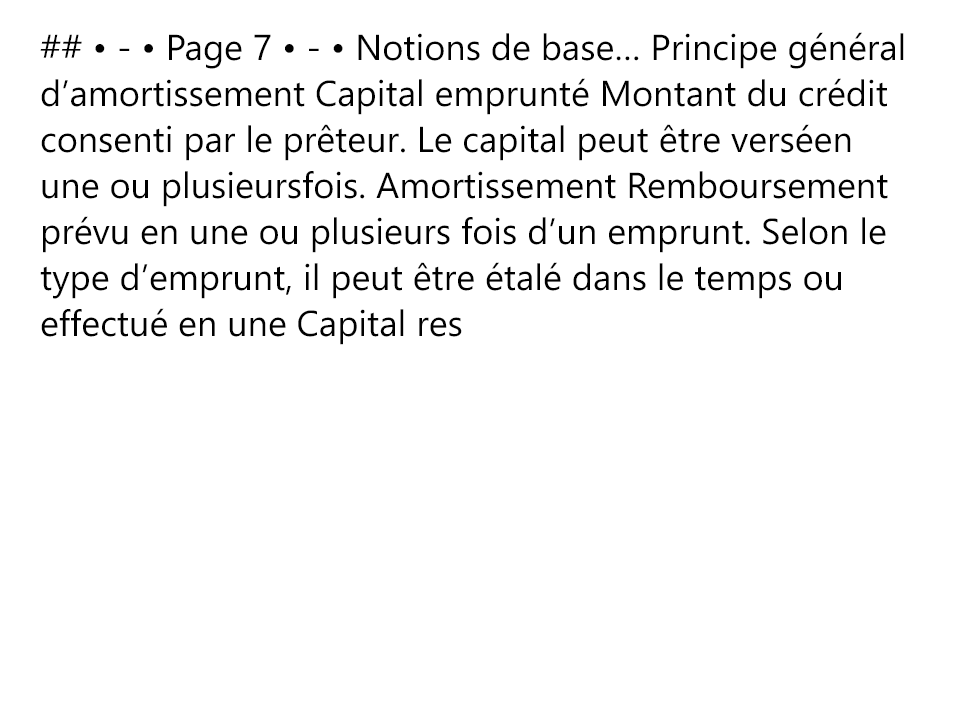 ## • - • Page 7 • - • Notions de base… Principe général
d’amortissement Capital emprunté Montant du crédit
consenti par le prêteur. Le capital peut être verséen
une ou plusieursfois. Amortissement Remboursement
prévu en une ou plusieurs fois d’un emprunt. Selon le
type d’emprunt, il peut être étalé dans le temps ou
effectué en une Capital res